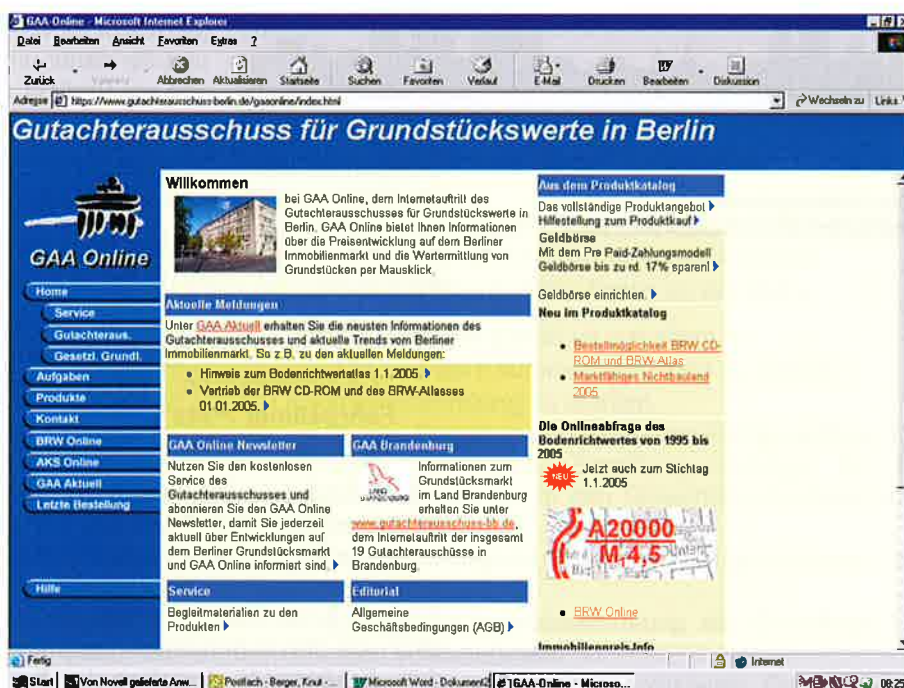 GAA-Online - Microsoft Internet Explorer
Datei Bearbeiten Ansicht Favoriten Extras ?
Zurück Abbrechen Aktualisieren Startseite Suchen Favoriten Verlauf E-Mail Drucken Bearbeiten Diskussion
Adresse https://www.gutachterausschuss-berlin.de/gaaonline/index.html Wechseln zu Links
Gutachterausschuss für Grundstückswerte in Berlin
GAA Online
Home
Service
Gutachteraus.
Gesetzl. Grundl.
Aufgaben
Produkte
Kontakt
BRW Online
AKS Online
GAA Aktuell
Letzte Bestellung
Hilfe
Willkommen
bei GAA Online, dem Internetauftritt des
Gutachterausschusses für Grundstückswerte in
Berlin. GAA Online bietet Ihnen Informationen
über die Preisentwicklung auf dem Berliner
Immobilienmarkt und die Wertermittlung von
Grundstücken per Mausklick.
Aktuelle Meldungen
Unter GAA Aktuell erhalten Sie die neusten Informationen des
Gutachterausschusses und aktuelle Trends vom Berliner
Immobilienmarkt. So z.B. zu den aktuellen Meldungen:
Hinweis zum Bodenrichtwertatlas 1.1.2005.
Vertrieb der BRW CD-ROM und des BRW-Atlasses
01.01.2005.
GAA Online Newsletter
Nutzen Sie den kostenlosen
Service des
Gutachterausschusses und
abonnieren Sie den GAA Online
Newsletter, damit Sie jederzeit
aktuell über Entwicklungen auf
dem Berliner Grundstücksmarkt
und GAA Online informiert sind.
GAA Brandenburg
LAND
BRANDENBURG
Informationen zum
Grundstücksmarkt
im Land Brandenburg
erhalten Sie unter
www.gutachterausschuss-bb.de,
dem Internetauftritt der insgesamt
19 Gutachterauschüsse in
Brandenburg.
Service
Begleitmaterialien zu den
Produkten
Editorial
Allgemeine
Geschäftsbedingungen (AGB)
Aus dem Produktkatalog
Das vollständige Produktangebot
Hilfestellung zum Produktkauf
Geldbörse
Mit dem Pre Paid-Zahlungsmodell
Geldbörse bis zu rd. 17% sparen!
Geldbörse einrichten.
Neu im Produktkatalog
Bestellmöglichkeit BRW CD-
ROM und BRW-Atlas
Marktfähiges Nichtbauland
2005
Die Onlineabfrage des
Bodenrichtwertes von 1995 bis
2005
NEU
Jetzt auch zum Stichtag
1.1.2005
A20000
M,4,5
BRW Online
Immobilienpreis-Info
Fertig Internet
Start Von Novell gelieferte Anw... Postfach - Berger, Knut - ... Microsoft Word - Dokument2 GAA-Online - Microso... 08:25